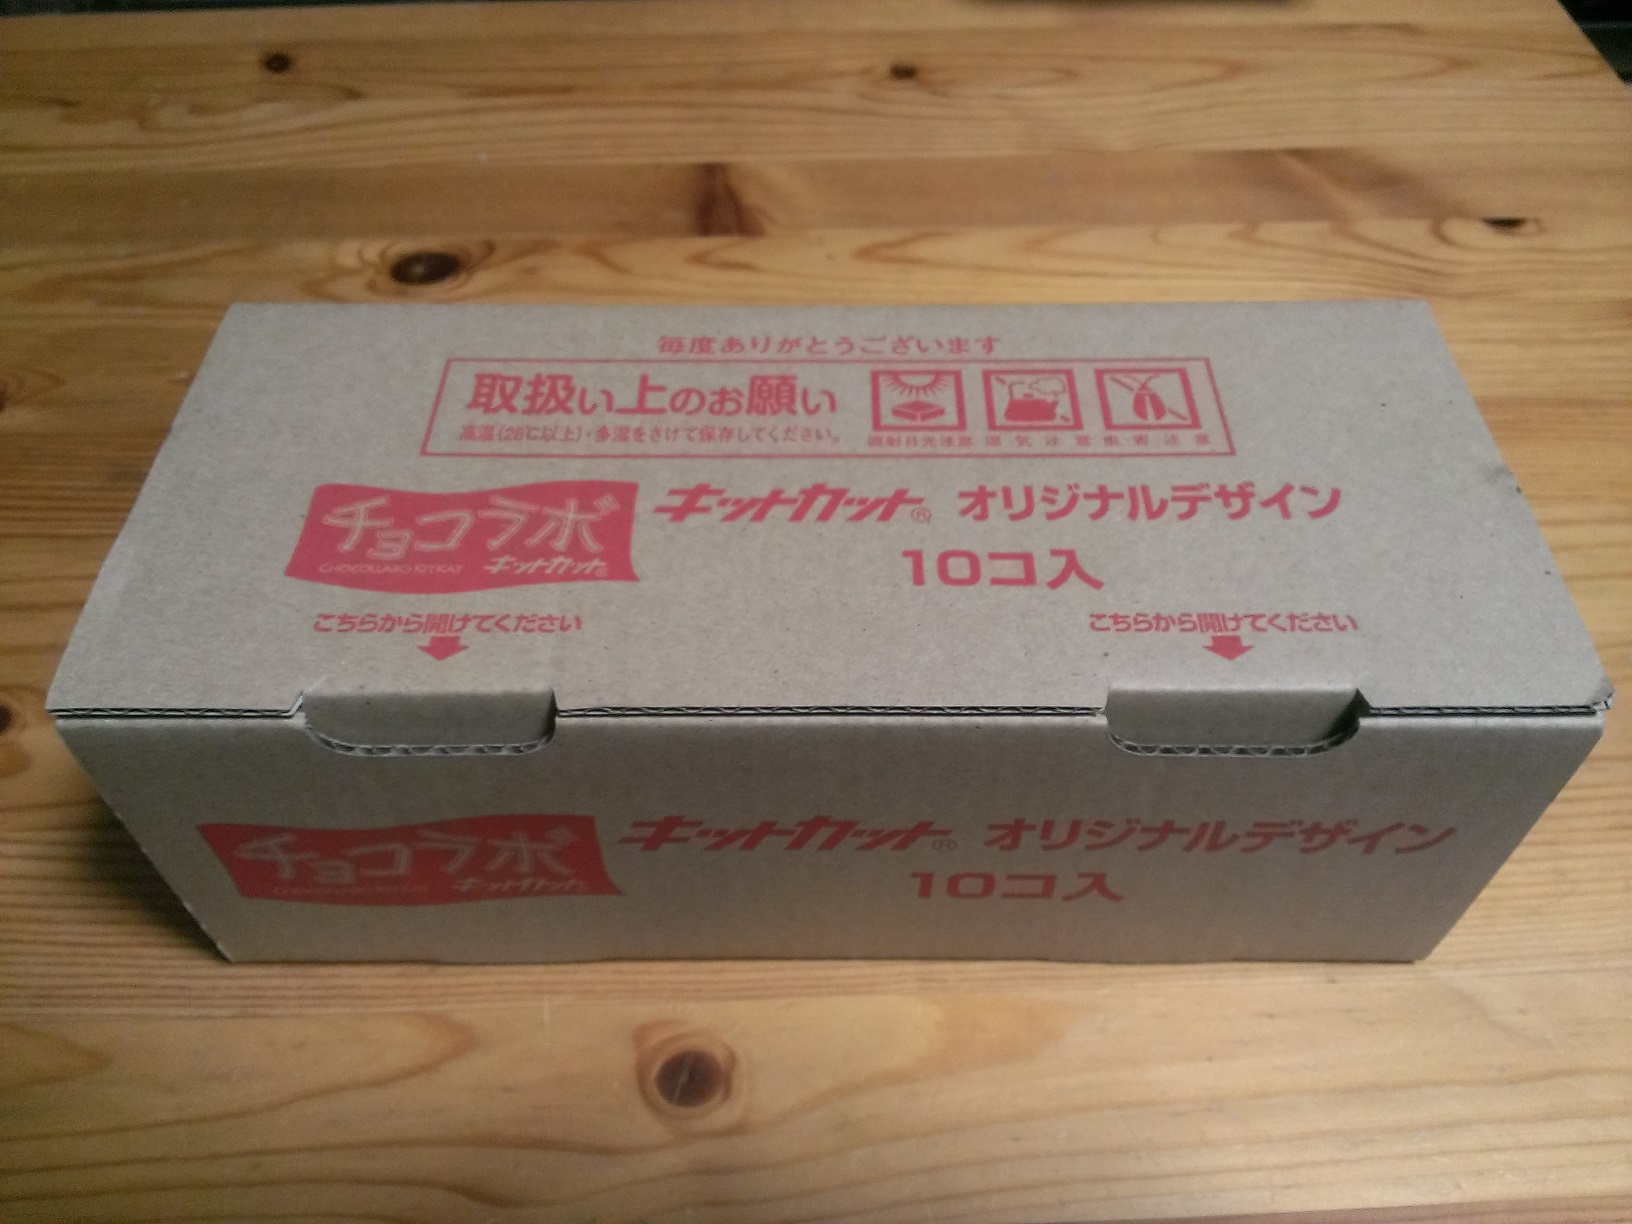 毎度ありがとうございます
取扱い上のお願い
高温(28℃以上)・多湿をさけて保存してください。
直射日光注意 湿気注意 虫害注意
チョコラボ
CHOCOLLABO KITKAT キットカット®
キットカット® オリジナルデザイン
10コ入
こちらから開けてください
こちらから開けてください
チョコラボ
キットカット
キットカット® オリジナルデザイン
10コ入